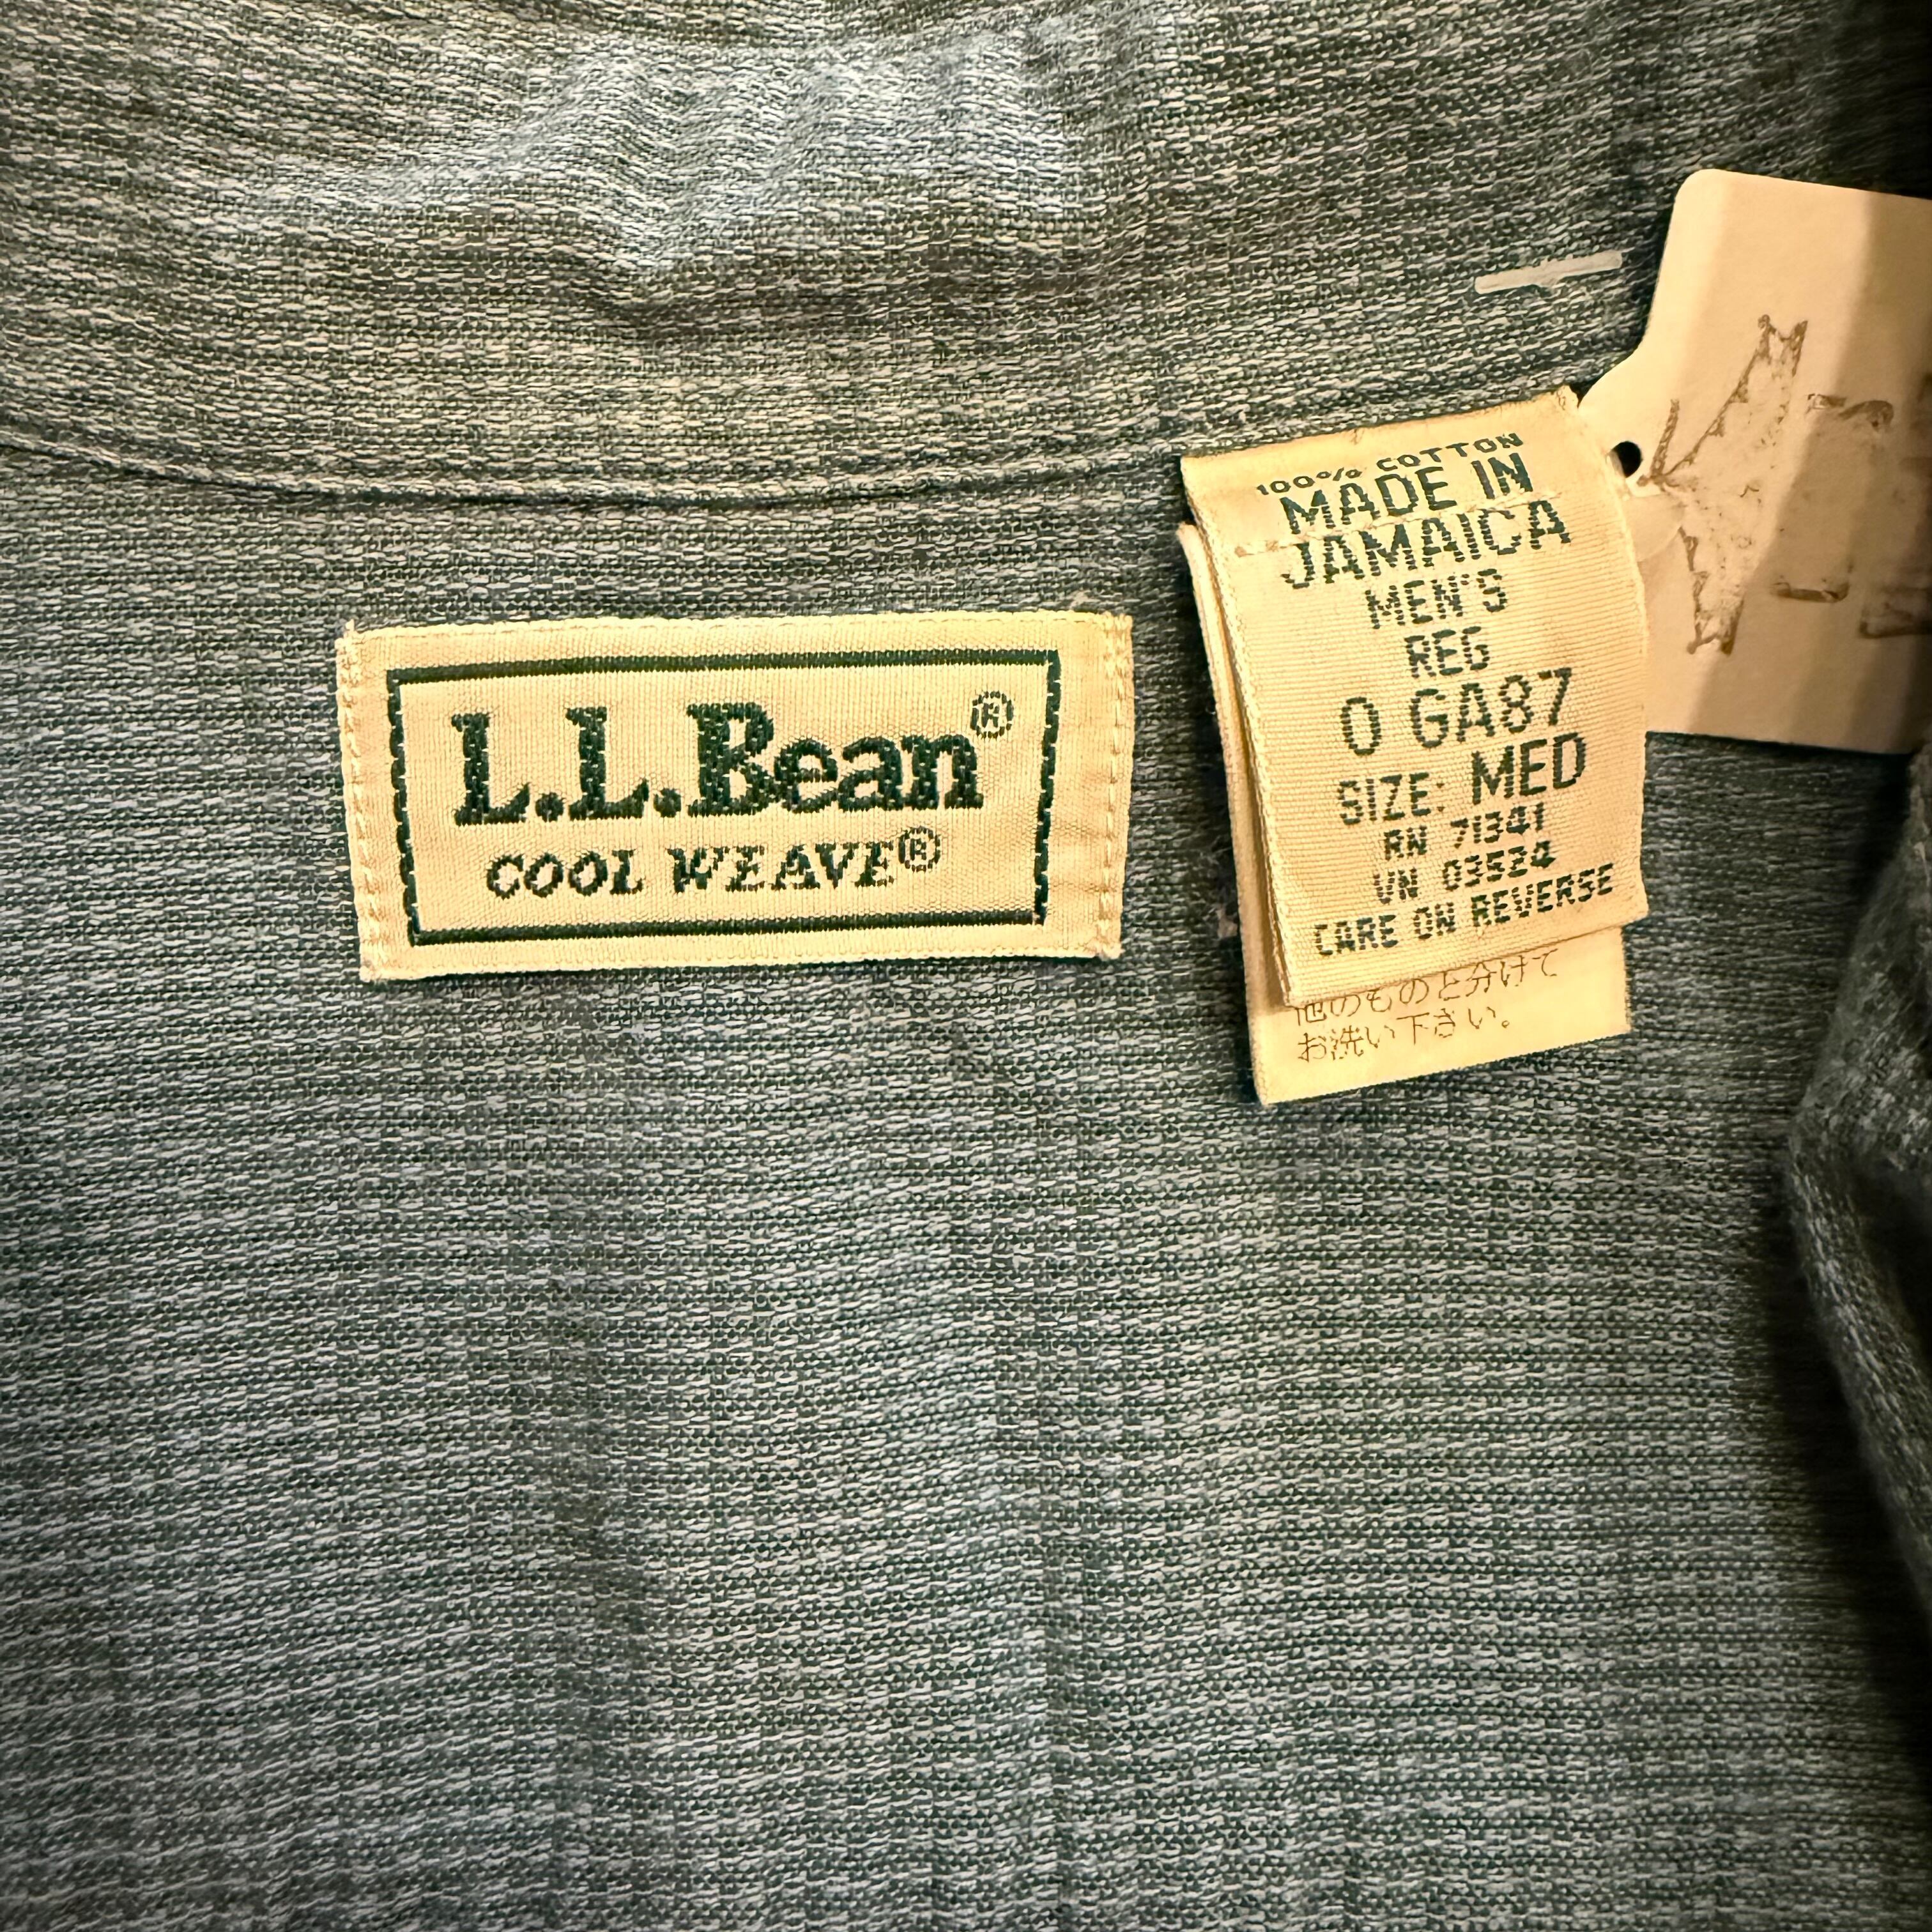 L.L.Bean®
COOL WEAVE®
100% COTTON
MADE IN
JAMAICA
MEN'S
REG
0 GA87
SIZE: MED
RN 71341
VN 03524
CARE ON REVERSE
他のものと分けて
お洗い下さい。